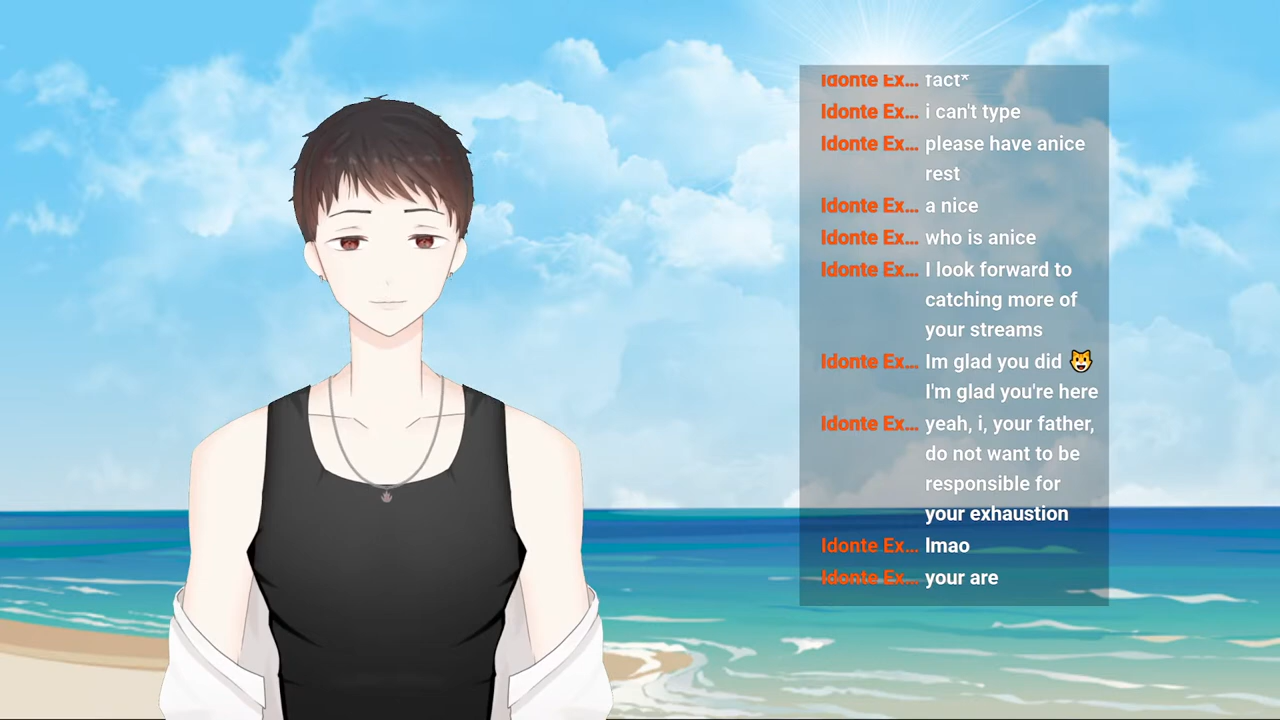 Idonte Ex... fact*
Idonte Ex... i can't type
Idonte Ex... please have anice
rest
Idonte Ex... a nice
Idonte Ex... who is anice
Idonte Ex... I look forward to
catching more of
your streams
Idonte Ex... Im glad you did 😺
I'm glad you're here
Idonte Ex... yeah, i, your father,
do not want to be
responsible for
your exhaustion
Idonte Ex... lmao
Idonte Ex... your are